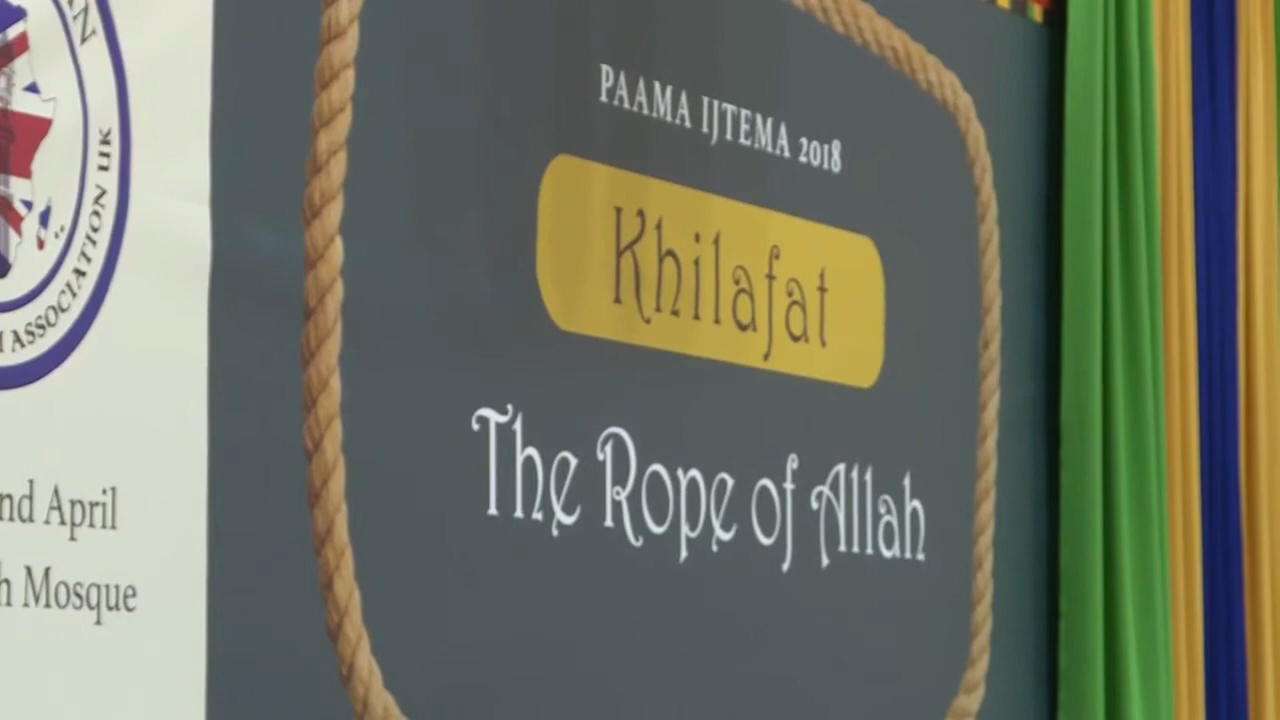 ASSOCIATION UK
nd April
h Mosque
PAAMA IJTEMA 2018
Khilafat
The Rope of Allah